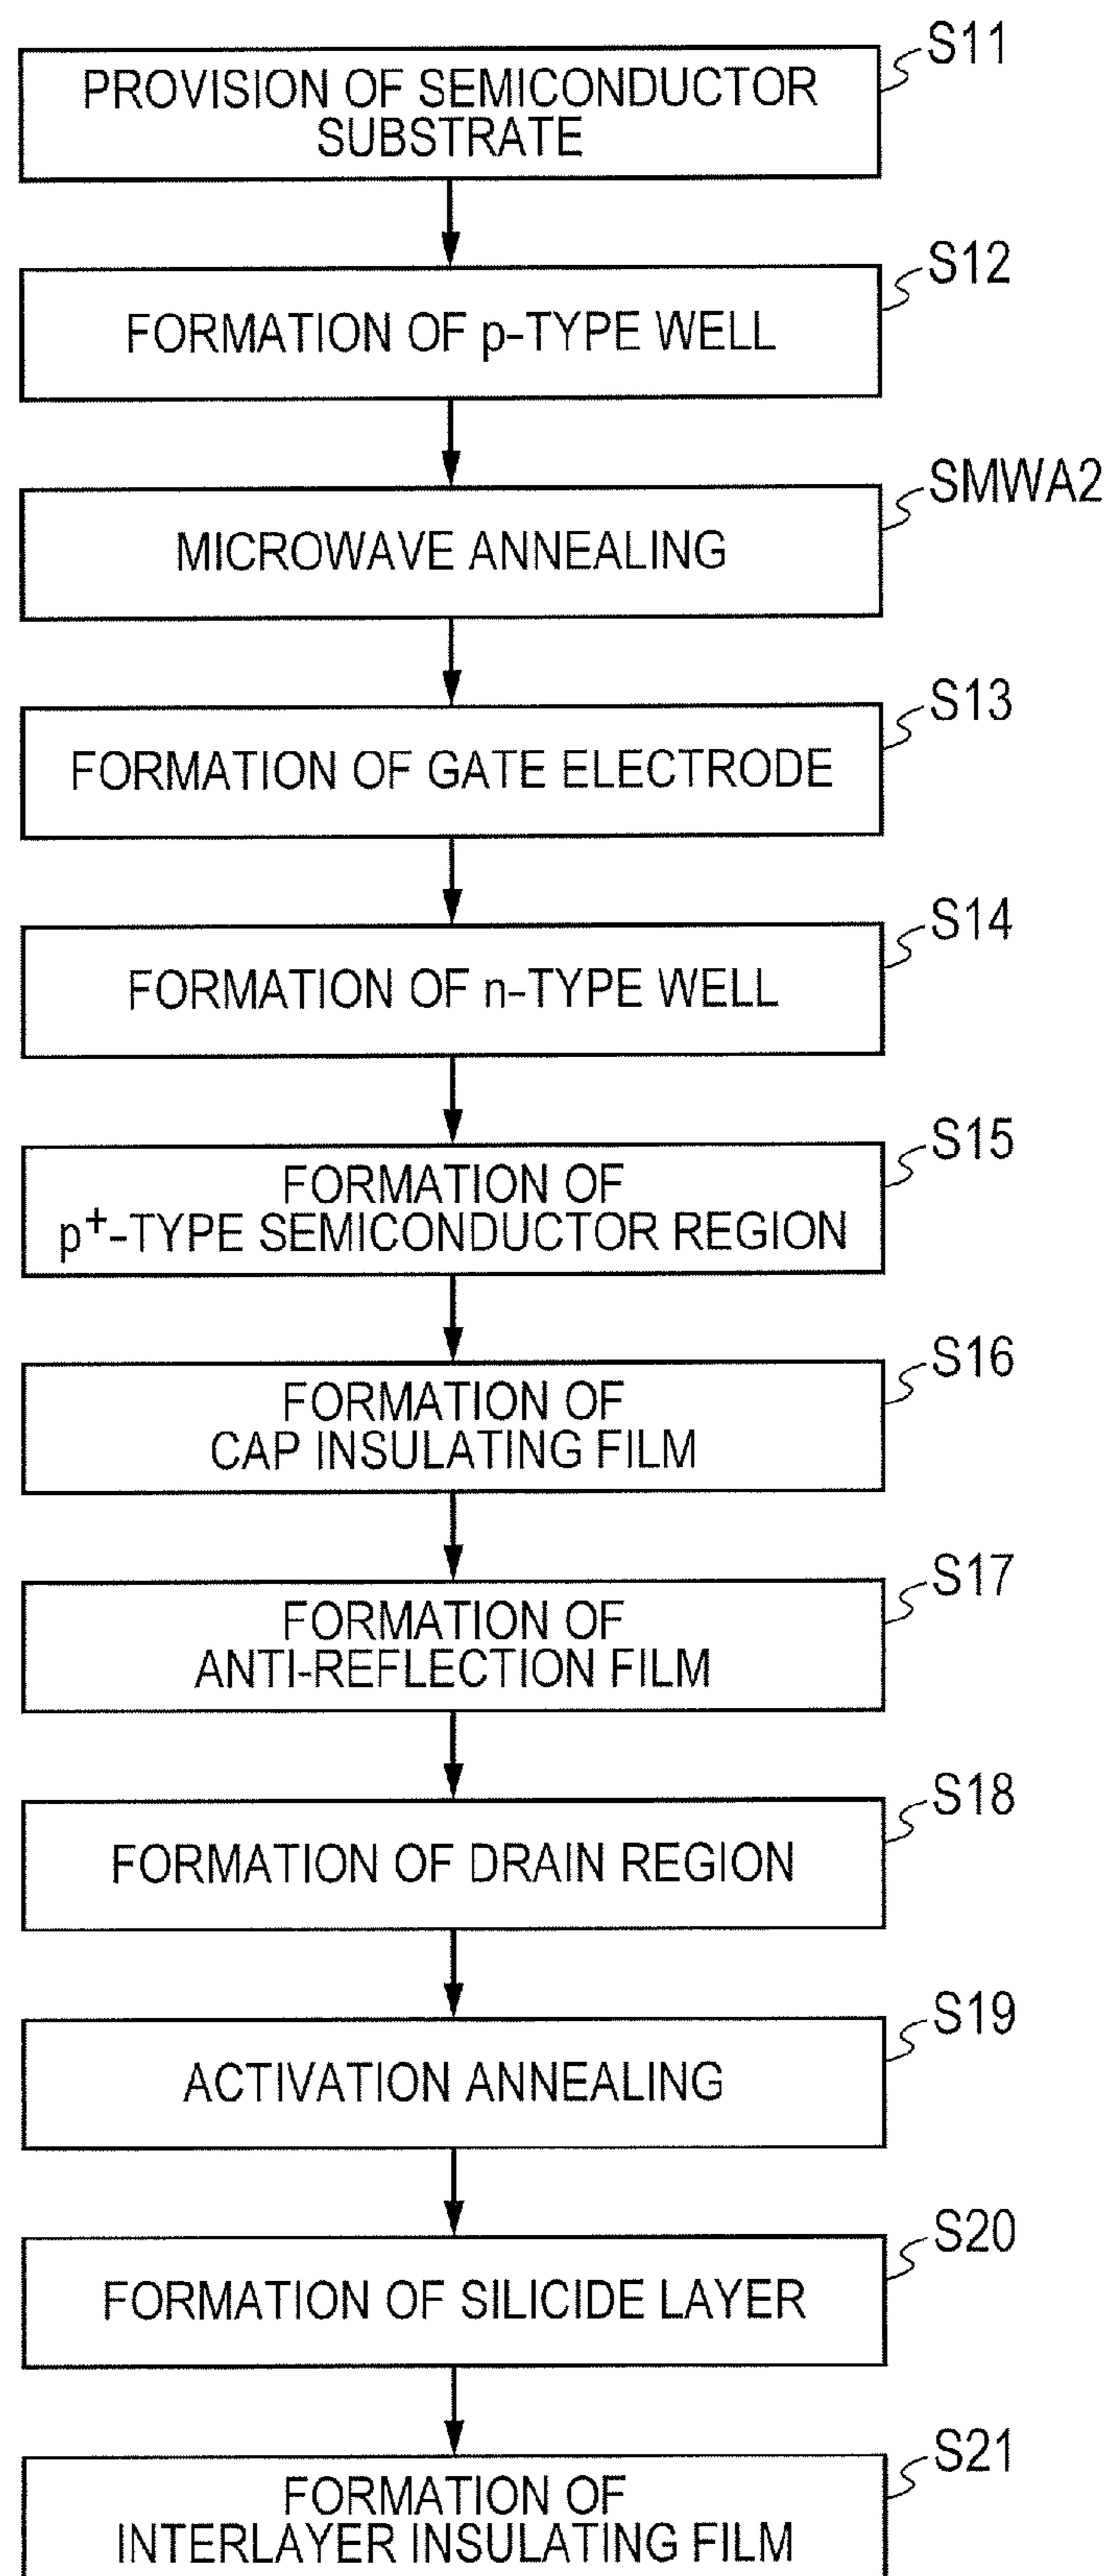 S11
PROVISION OF SEMICONDUCTOR
SUBSTRATE
S12
FORMATION OF p-TYPE WELL
SMWA2
MICROWAVE ANNEALING
S13
FORMATION OF GATE ELECTRODE
S14
FORMATION OF n-TYPE WELL
S15
FORMATION OF
p+-TYPE SEMICONDUCTOR REGION
S16
FORMATION OF
CAP INSULATING FILM
S17
FORMATION OF
ANTI-REFLECTION FILM
S18
FORMATION OF DRAIN REGION
S19
ACTIVATION ANNEALING
S20
FORMATION OF SILICIDE LAYER
S21
FORMATION OF
INTERLAYER INSULATING FILM